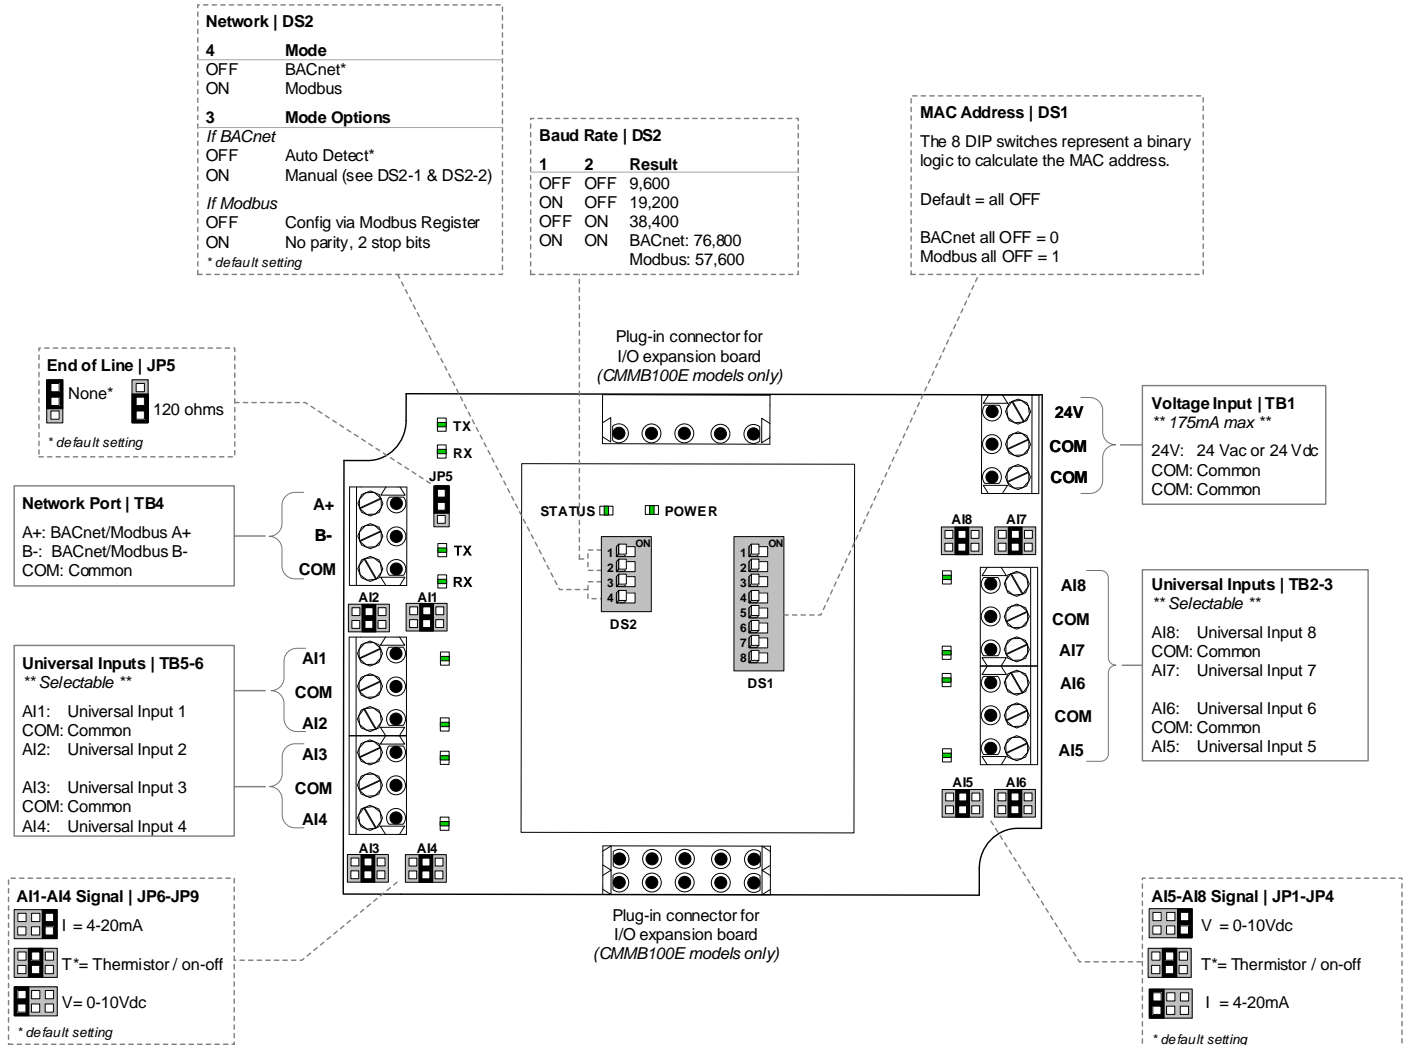 Network | DS2
4 Mode
OFF BACnet*
ON Modbus
3 Mode Options
If BACnet
OFF Auto Detect*
ON Manual (see DS2-1 & DS2-2)
If Modbus
OFF Config via Modbus Register
ON No parity, 2 stop bits
* default setting
Baud Rate | DS2
1 2 Result
OFF OFF 9,600
ON OFF 19,200
OFF ON 38,400
ON ON BACnet: 76,800
Modbus: 57,600
MAC Address | DS1
The 8 DIP switches represent a binary
logic to calculate the MAC address.
Default = all OFF
BACnet all OFF = 0
Modbus all OFF = 1
End of Line | JP5
None*
120 ohms
* default setting
Plug-in connector for
I/O expansion board
(CMMB100E models only)
Voltage Input | TB1
** 175mA max **
24V: 24 Vac or 24 Vdc
COM: Common
COM: Common
24V
COM
COM
TX
RX
JP5
Network Port | TB4
A+: BACnet/Modbus A+
B-: BACnet/Modbus B-
COM: Common
A+
B-
COM
TX
RX
STATUS
POWER
ON
1
2
3
4
DS2
ON
1
2
3
4
5
6
7
8
DS1
AI8 AI7
AI2 AI1
Universal Inputs | TB5-6
** Selectable **
AI1: Universal Input 1
COM: Common
AI2: Universal Input 2
AI3: Universal Input 3
COM: Common
AI4: Universal Input 4
AI1
COM
AI2
AI3
COM
AI4
AI8
COM
AI7
AI6
COM
AI5
Universal Inputs | TB2-3
** Selectable **
AI8: Universal Input 8
COM: Common
AI7: Universal Input 7
AI6: Universal Input 6
COM: Common
AI5: Universal Input 5
AI3 AI4
AI5 AI6
AI1-AI4 Signal | JP6-JP9
I = 4-20mA
T*= Thermistor / on-off
V= 0-10Vdc
* default setting
Plug-in connector for
I/O expansion board
(CMMB100E models only)
AI5-AI8 Signal | JP1-JP4
V = 0-10Vdc
T*= Thermistor / on-off
I = 4-20mA
* default setting